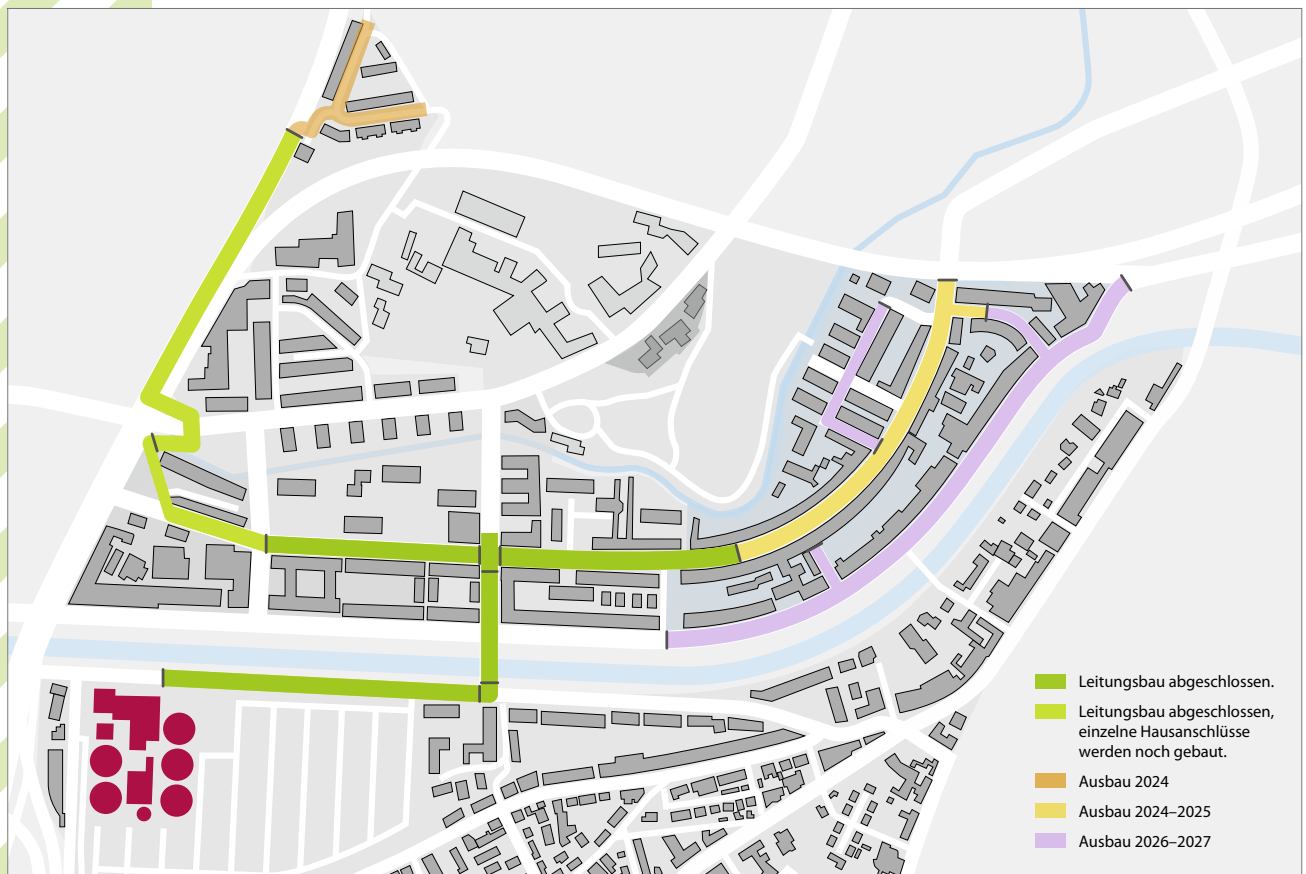 Leitungsbau abgeschlossen.
Leitungsbau abgeschlossen,
einzelne Hausanschlüsse
werden noch gebaut.
Ausbau 2024
Ausbau 2024–2025
Ausbau 2026–2027